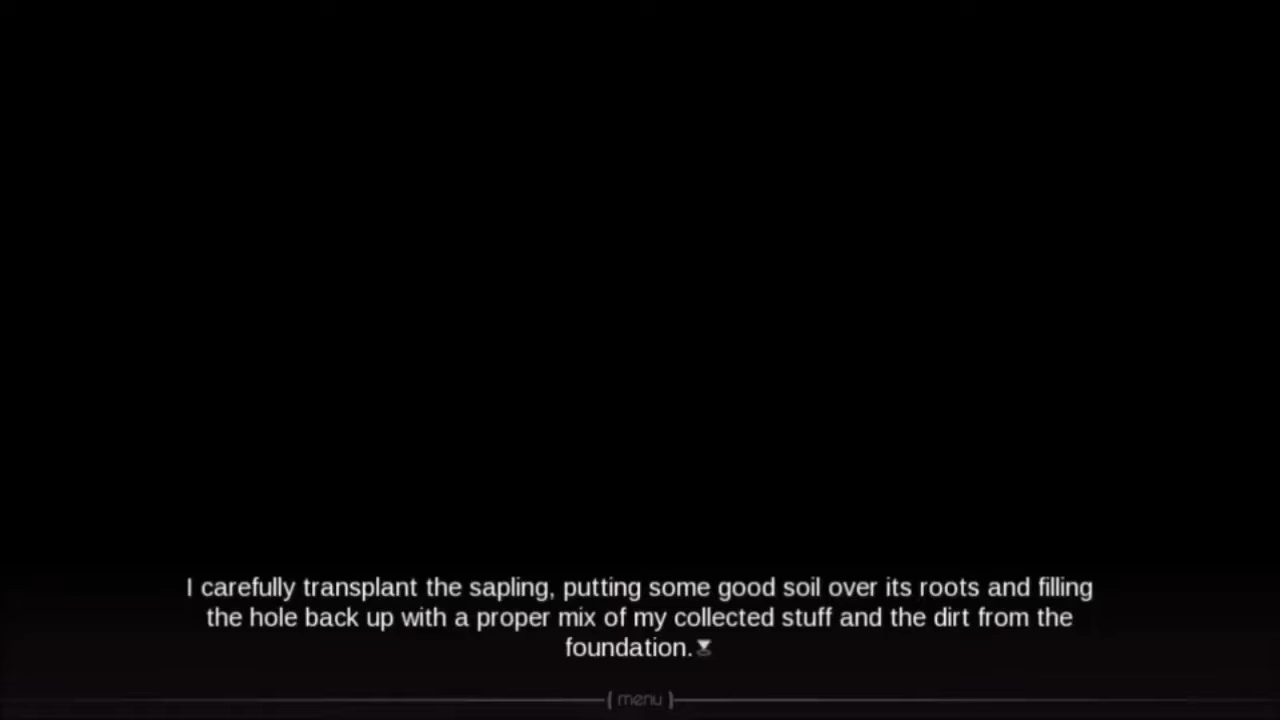 I carefully transplant the sapling, putting some good soil over its roots and filling
the hole back up with a proper mix of my collected stuff and the dirt from the
foundation.
{ menu }